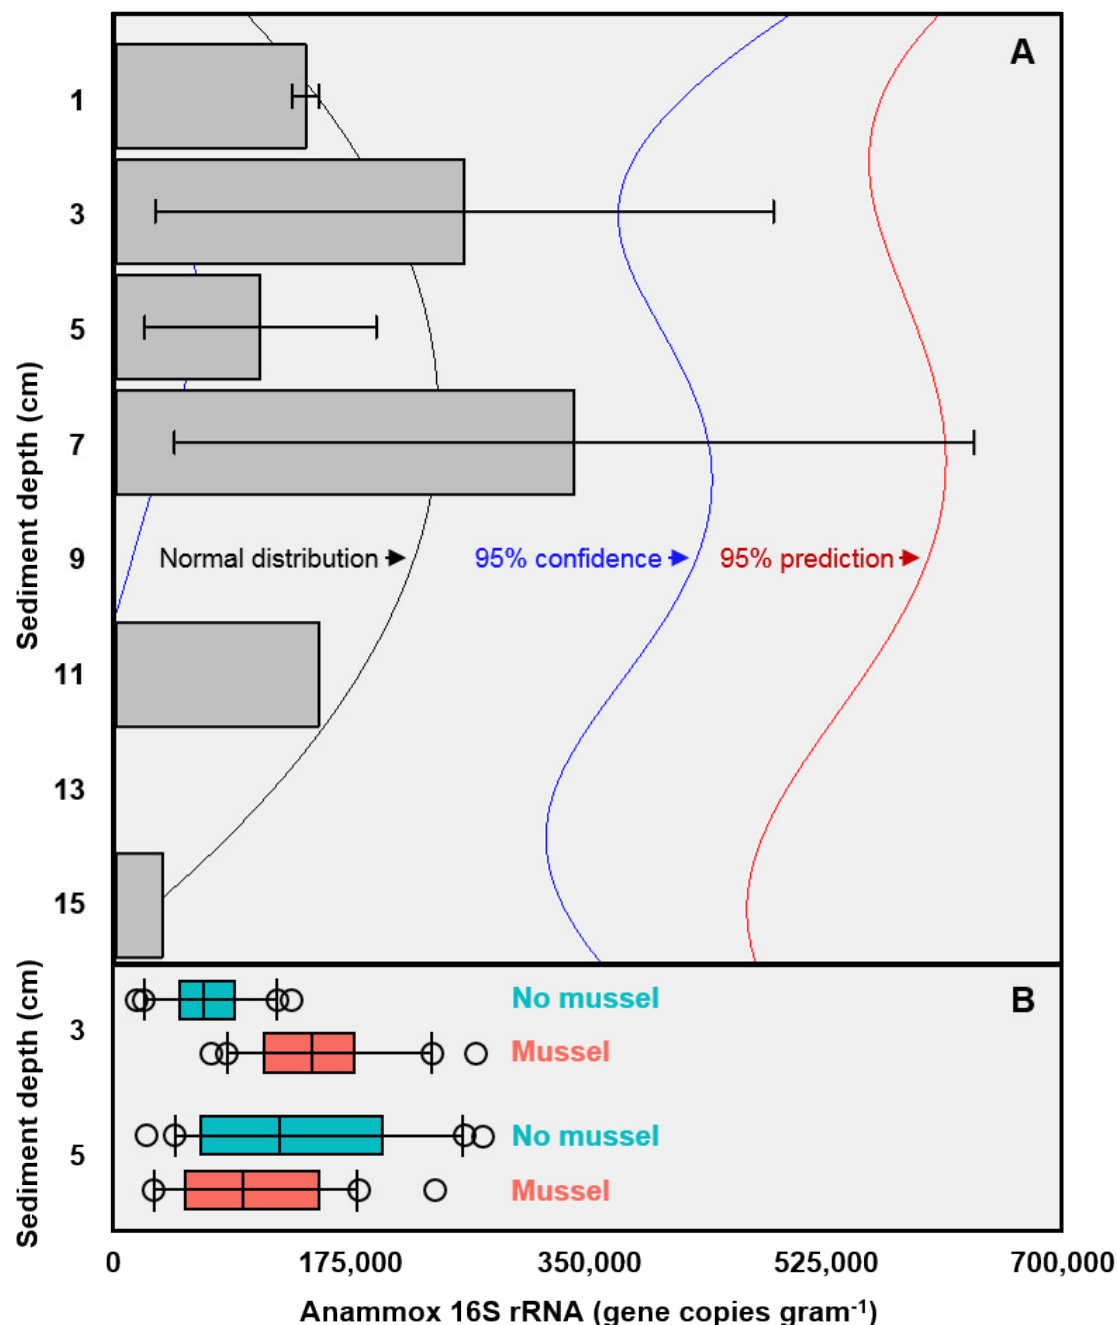 A
1
3
5
7
9
11
13
15
Sediment depth (cm)
Normal distribution
95% confidence
95% prediction
B
No mussel
Mussel
No mussel
Mussel
3
5
Sediment depth (cm)
0 175,000 350,000 525,000 700,000
Anammox 16S rRNA (gene copies gram⁻¹)